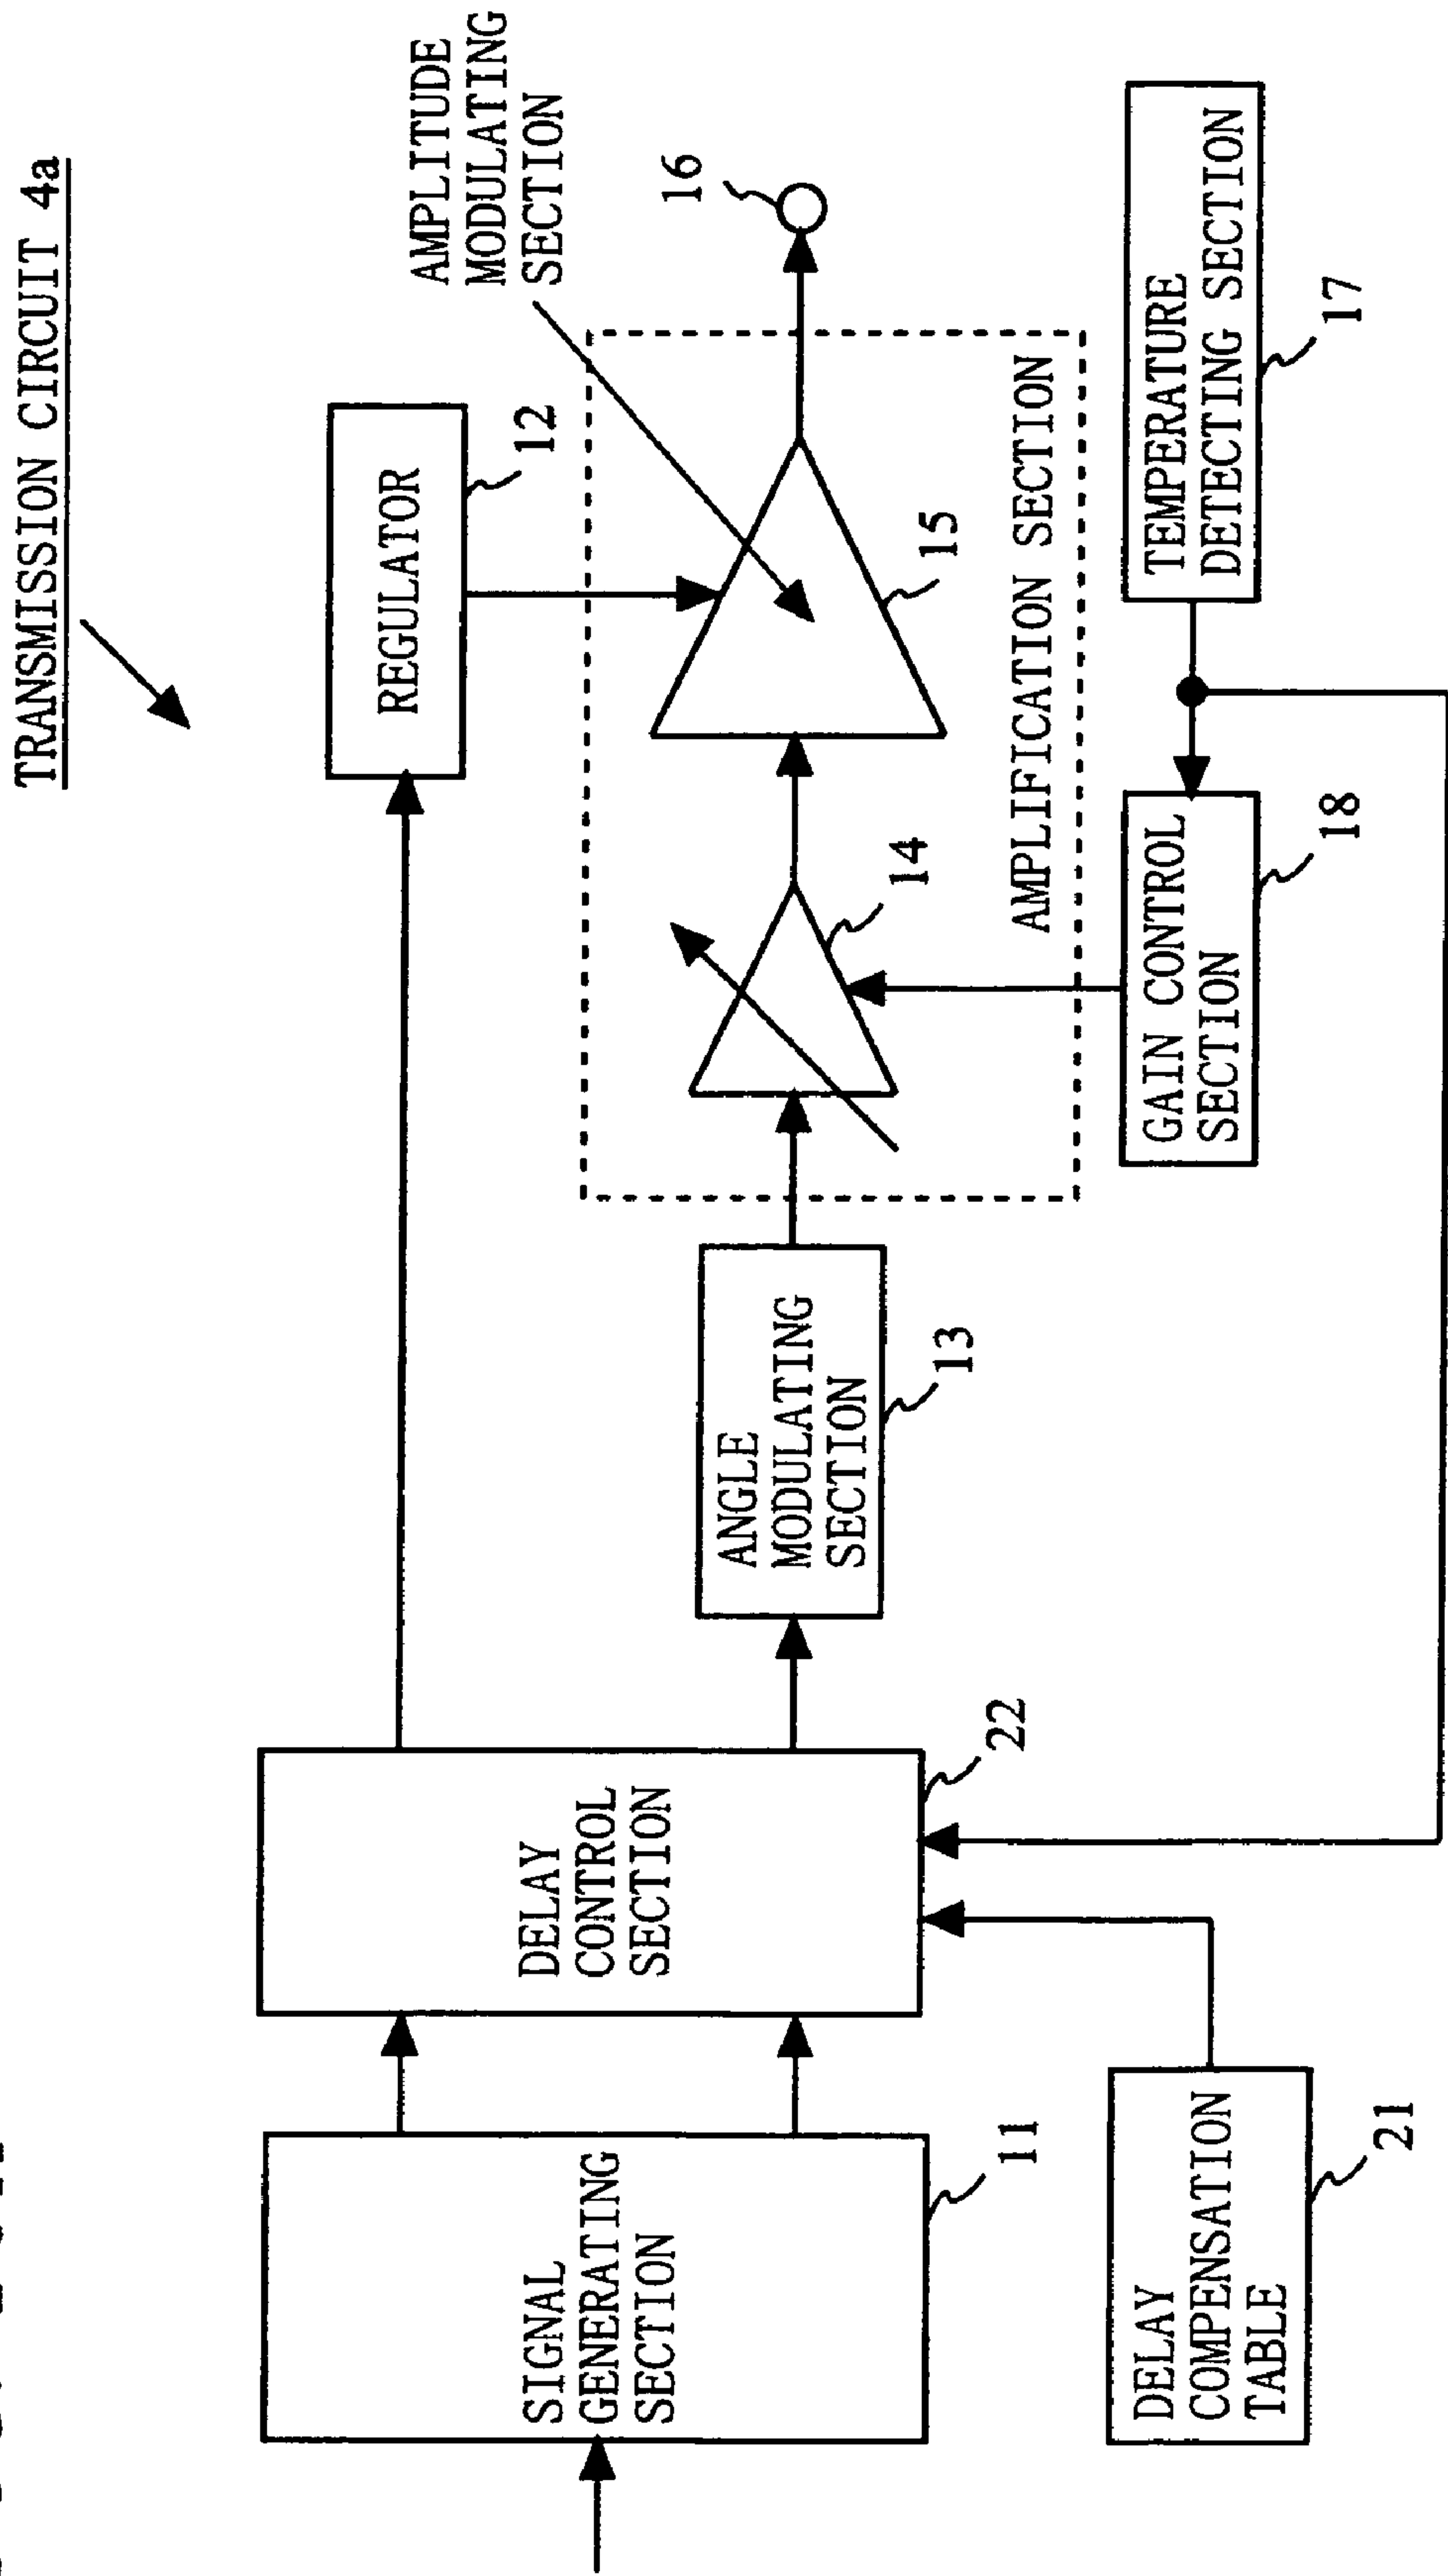 TRANSMISSION CIRCUIT 4a
SIGNAL
GENERATING
SECTION
11
DELAY
CONTROL
SECTION
22
DELAY
COMPENSATION
TABLE
21
ANGLE
MODULATING
SECTION
13
REGULATOR
12
AMPLITUDE
MODULATING
SECTION
14
15
16
AMPLIFICATION SECTION
GAIN CONTROL
SECTION
18
TEMPERATURE
DETECTING SECTION
17